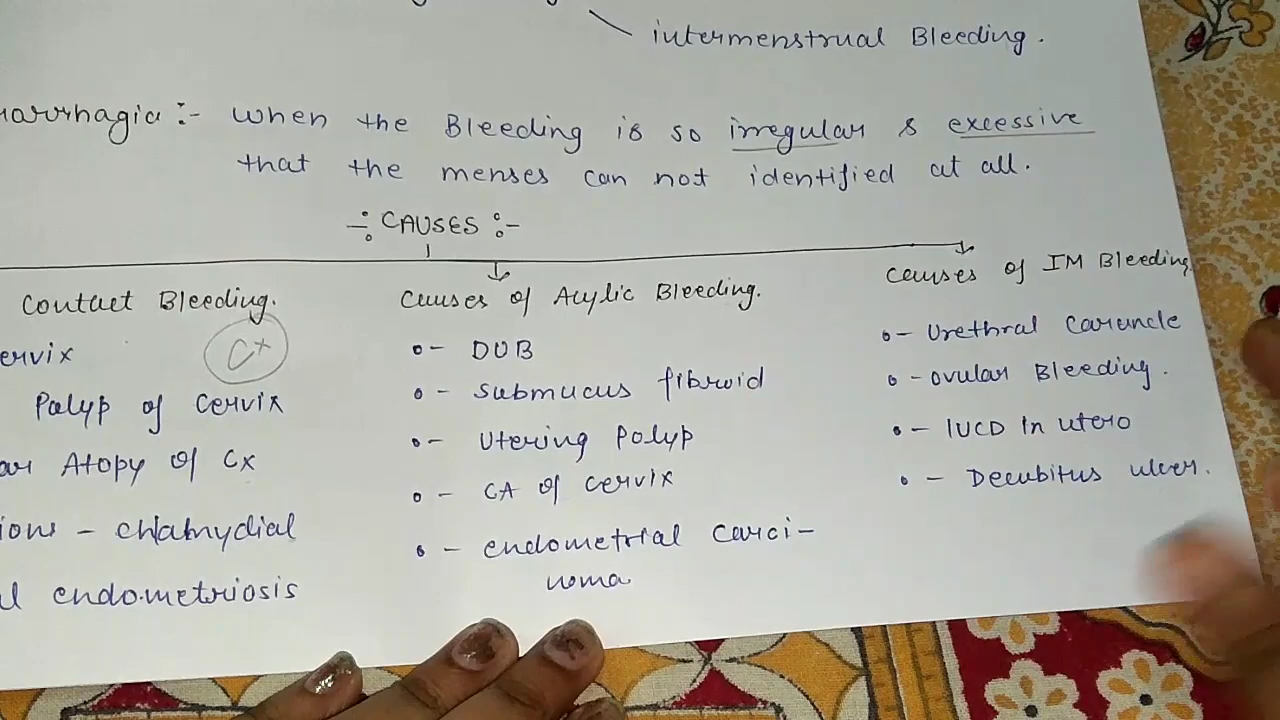 intermenstrual Bleeding.
harrhagia :- when the Bleeding is so irregular & excessive
that the menses can not identified at all.
-: CAUSES :-
Contact Bleeding.
ervix
C+
Polyp of cervix
ar Atopy of Cx
ions - chlamydial
l endometriosis
Causes of Acylic Bleeding.
- DUB
- submucus fibroid
- Utering Polyp
- CA of cervix
- endometrial carci-
noma
causes of IM Bleeding.
- Urethral caruncle
- ovular Bleeding.
- IUCD In utero
- Decubitus ulcer.